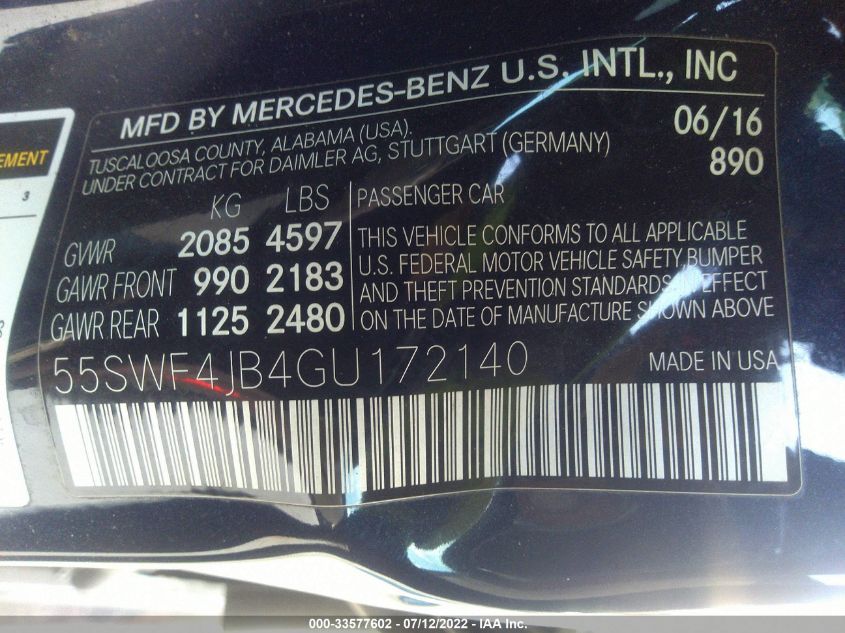 MFD BY MERCEDES-BENZ U.S. INTL., INC
TUSCALOOSA COUNTY, ALABAMA (USA). 06/16
UNDER CONTRACT FOR DAIMLER AG, STUTTGART (GERMANY) 890
KG LBS PASSENGER CAR
GVWR 2085 4597
GAWR FRONT 990 2183
GAWR REAR 1125 2480
THIS VEHICLE CONFORMS TO ALL APPLICABLE
U.S. FEDERAL MOTOR VEHICLE SAFETY, BUMPER
AND THEFT PREVENTION STANDARDS IN EFFECT
ON THE DATE OF MANUFACTURE SHOWN ABOVE
55SWF4JB4GU172140 MADE IN USA
3
000-33577602 - 07/12/2022 - IAA Inc.